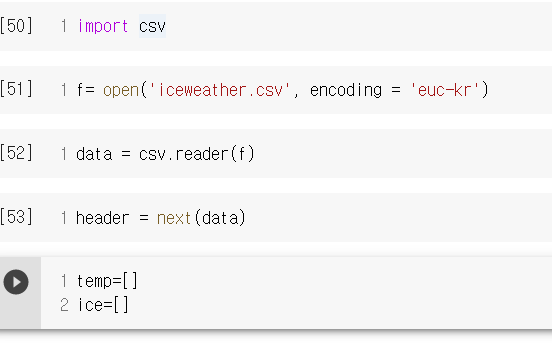 [50] 1 import csv
[51] 1 f= open('iceweather.csv', encoding = 'euc-kr')
[52] 1 data = csv.reader(f)
[53] 1 header = next(data)
1 temp=[]
2 ice=[]